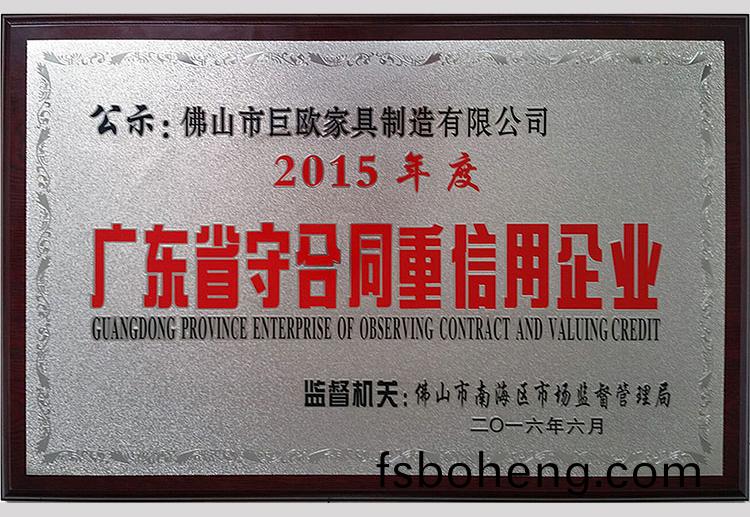 公示：佛山市巨欧家具制造有限公司
2015年度
广东省守合同重信用企业
GUANGDONG PROVINCE ENTERPRISE OF OBSERVING CONTRACT AND VALUING CREDIT
监督机关：佛山市南海区市场监督管理局
二〇一六年六月
fsboheng.com